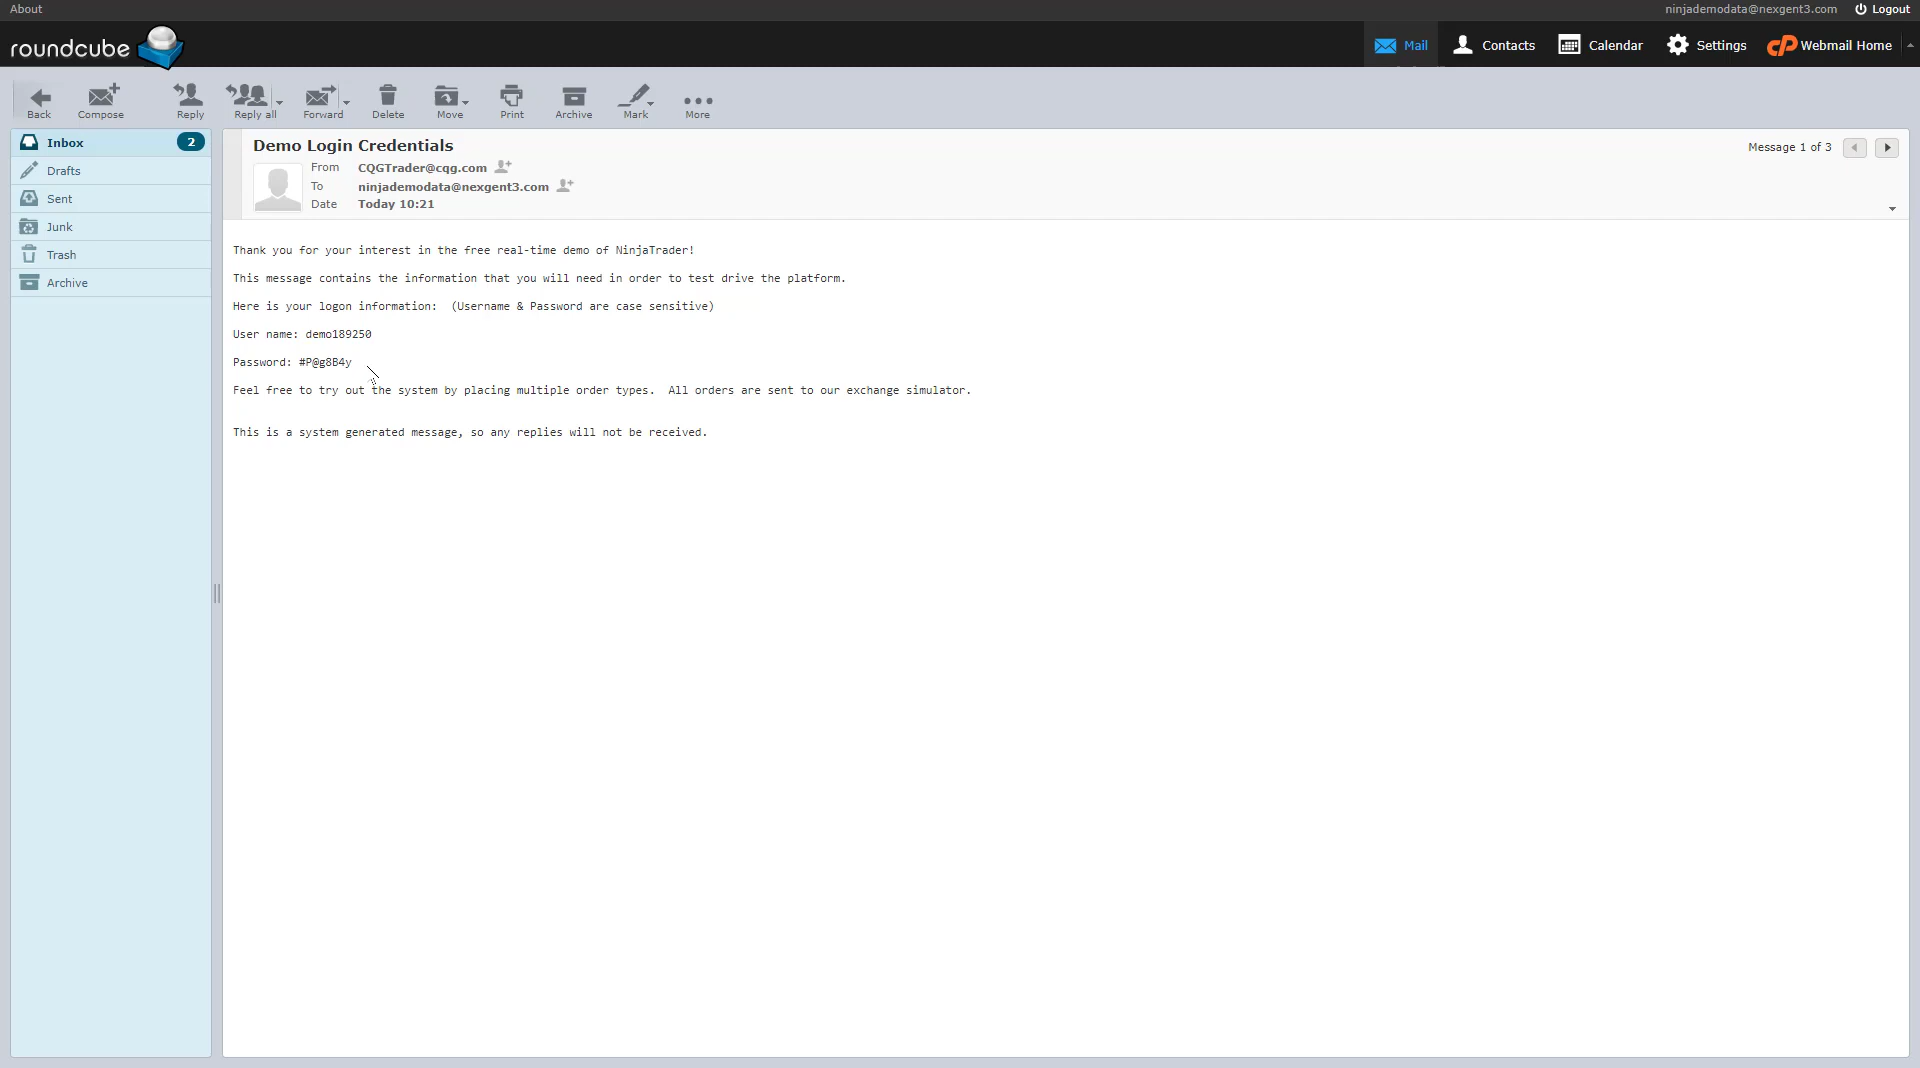 About
ninjademodata@nexgent3.com Logout
roundcube
Mail Contacts Calendar Settings cP Webmail Home
Back Compose Reply Reply all Forward Delete Move Print Archive Mark More
Inbox 2
Drafts
Sent
Junk
Trash
Archive
Demo Login Credentials
Message 1 of 3
From CQGTrader@cqg.com
To ninjademodata@nexgent3.com
Date Today 10:21
Thank you for your interest in the free real-time demo of NinjaTrader!
This message contains the information that you will need in order to test drive the platform.
Here is your logon information:  (Username & Password are case sensitive)
User name: demo189250
Password: #P@g8B4y
Feel free to try out the system by placing multiple order types.  All orders are sent to our exchange simulator.
This is a system generated message, so any replies will not be received.